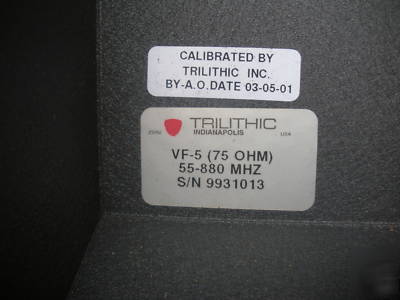 CALIBRATED BY
TRILITHIC INC.
BY-A.O.DATE 03-05-01
TRILITHIC
INDIANAPOLIS
USA
VF-5 (75 OHM)
55-880 MHZ
S/N 9931013